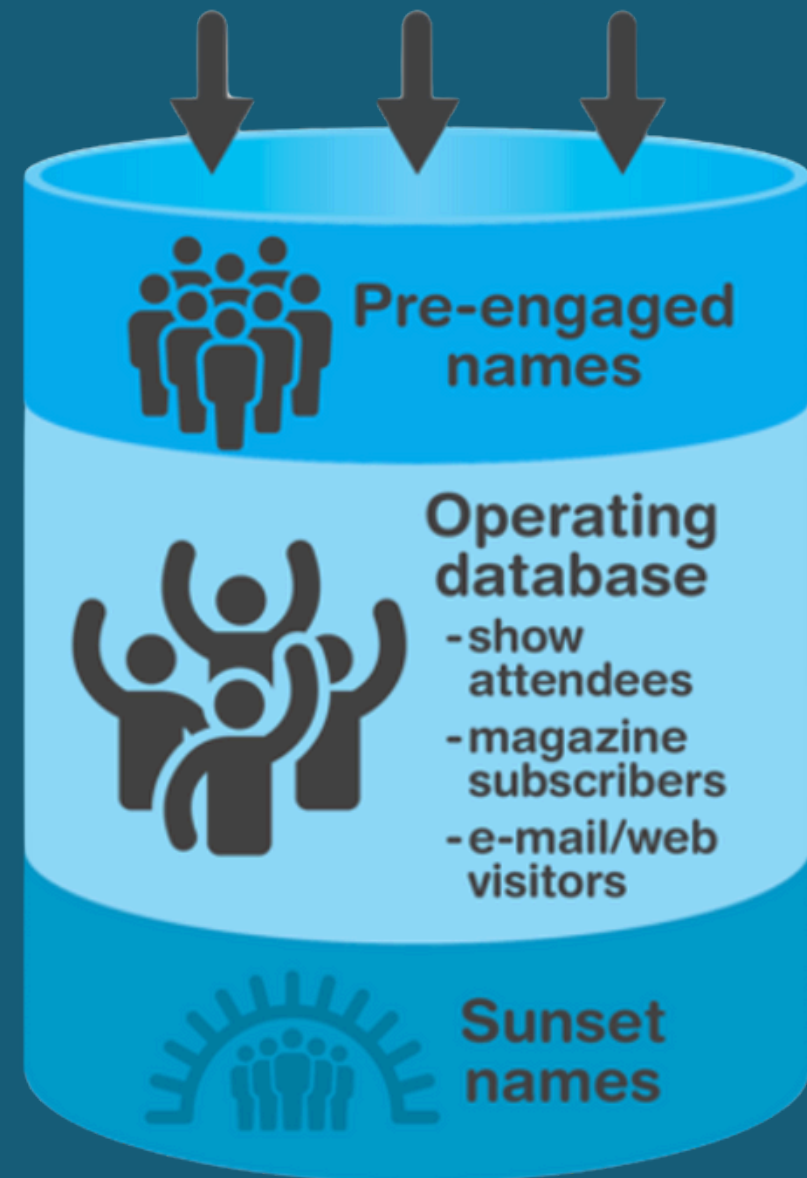 Pre-engaged
names
Operating
database
-show
attendees
-magazine
subscribers
-e-mail/web
visitors
Sunset
names